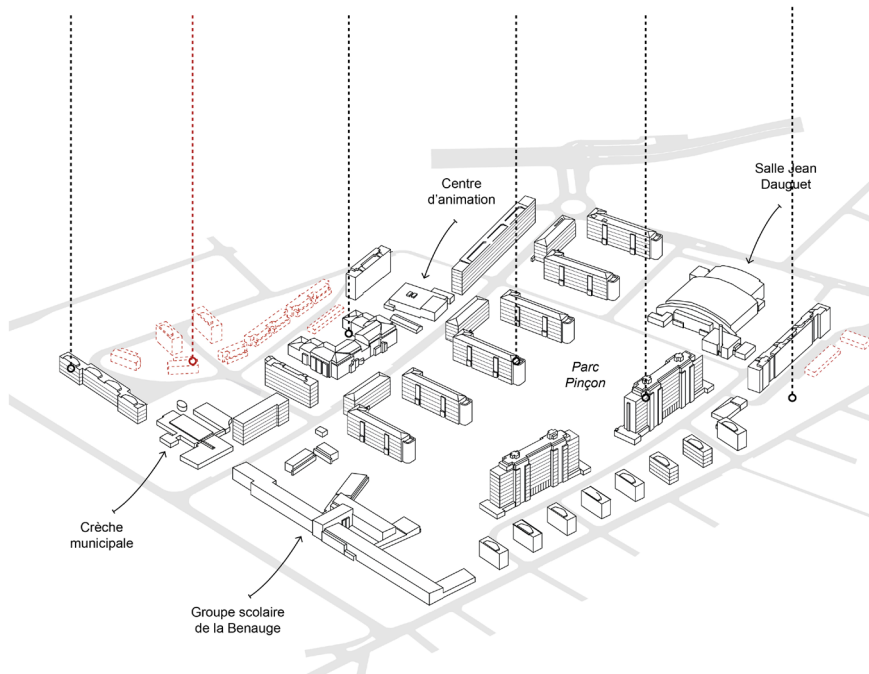 Salle Jean
Dauguet
Centre
d'animation
Parc
Pinçon
Crèche
municipale
Groupe scolaire
de la Benauge